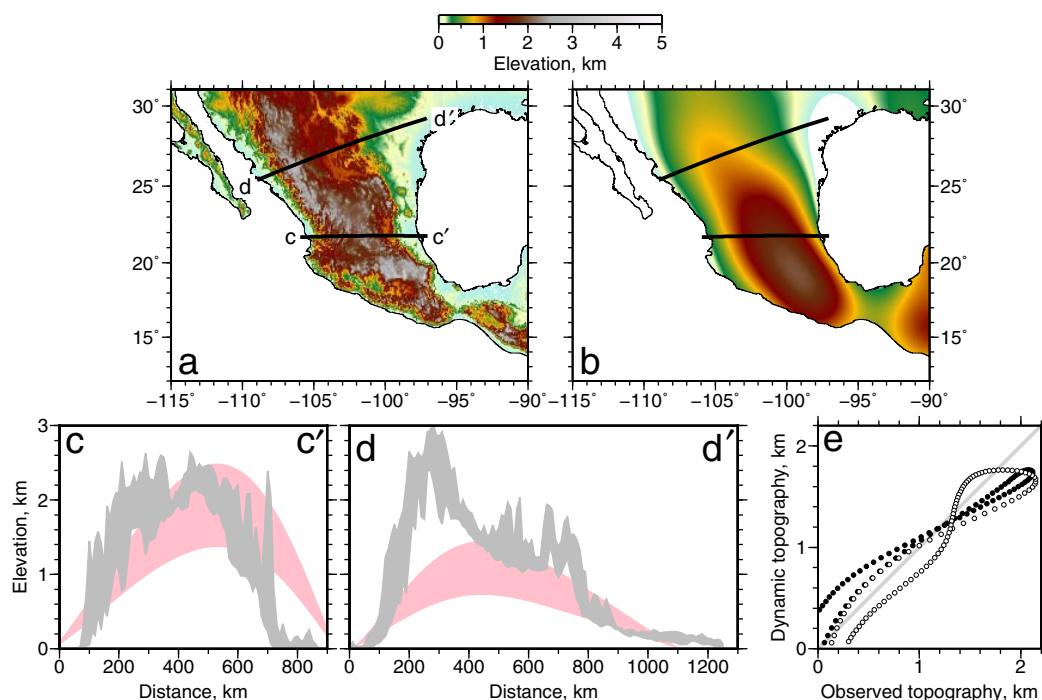 0 1 2 3 4 5
Elevation, km
30˚
25˚
20˚
15˚
d d′
c c′
a
−115˚ −110˚ −105˚ −100˚ −95˚ −90˚
30˚
25˚
20˚
15˚
b
−115˚ −110˚ −105˚ −100˚ −95˚ −90˚
3
2
1
0
Elevation, km
c c′
0 200 400 600 800
Distance, km
d d′
0 200 400 600 800 1000 1200
Distance, km
e
2
1
0
Dynamic topography, km
0 1 2
Observed topography, km